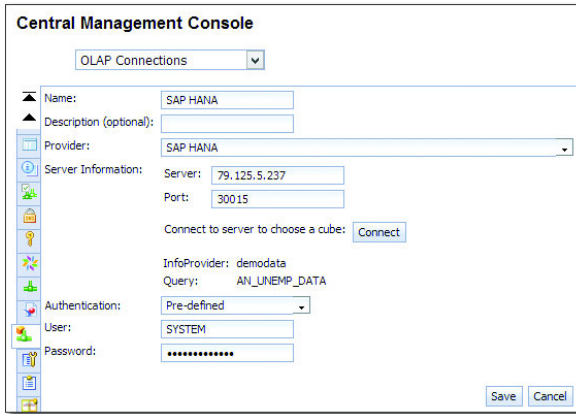 Central Management Console
OLAP Connections
Name: SAP HANA
Description (optional):
Provider: SAP HANA
Server Information: Server: 79.125.5.237
Port: 30015
Connect to server to choose a cube: Connect
InfoProvider: demodata
Query: AN_UNEMP_DATA
Authentication: Pre-defined
User: SYSTEM
Password: •••••••••••••
Save Cancel